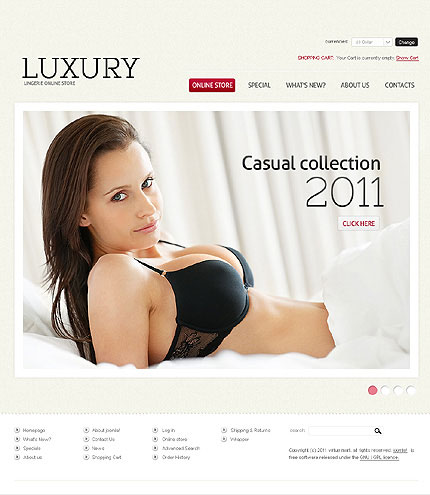 currencies: US Dollar Change
SHOPPING CART: Your Cart is currently empty. Show Cart
LUXURY
LINGERIE ONLINE STORE
ONLINE STORE SPECIAL WHAT'S NEW? ABOUT US CONTACTS
Casual collection
2011
CLICK HERE
Homepage About Joomla! Log in Shipping & Returns search:
What's New? Contact Us Online store Wrapper
Specials News Advanced Search
About us Shopping Cart Order History
Copyright (c) 2011 virtuemart. all rights reserved. joomla! is
free software released under the GNU / GPL license.